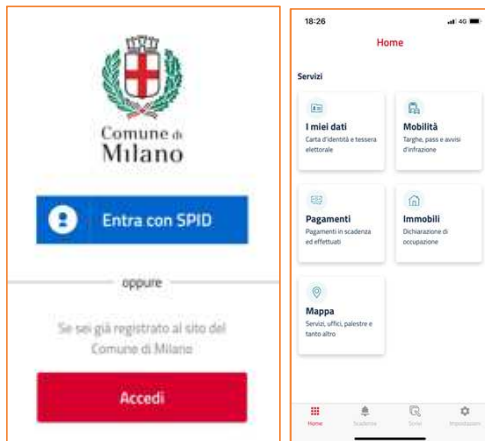 Comune di
Milano
Entra con SPID
oppure
Se sei già registrato al sito del
Comune di Milano
Accedi
18:26
4G
Home
Servizi
I miei dati
Carta d'identità e tessera
elettorale
Mobilità
Targhe, pass e avvisi
d'infrazione
Pagamenti
Pagamenti in scadenza
ed effettuati
Immobili
Dichiarazione di
occupazione
Mappa
Servizi, uffici, palestre e
tanto altro
Home
Scadenze
Impostazioni